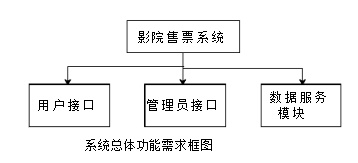 影院售票系统
用户接口
管理员接口
数据服务
模块
系统总体功能需求框图